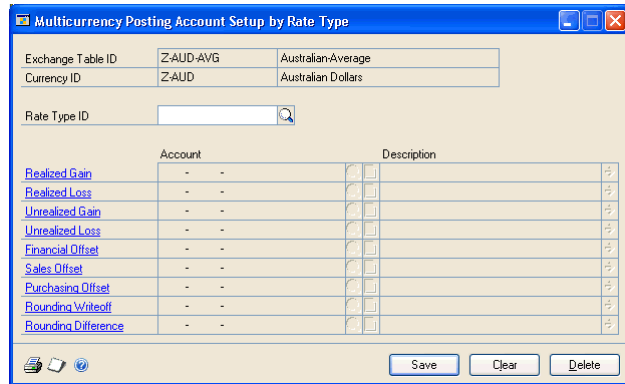 Multicurrency Posting Account Setup by Rate Type
Exchange Table ID Z-AUD-AVG Australian-Average
Currency ID Z-AUD Australian Dollars
Rate Type ID
Account Description
Realized Gain - -
Realized Loss - -
Unrealized Gain - -
Unrealized Loss - -
Financial Offset - -
Sales Offset - -
Purchasing Offset - -
Rounding Writeoff - -
Rounding Difference - -
Save Clear Delete